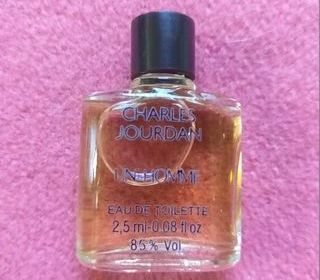 CHARLES
JOURDAN
UN HOMME
EAU DE TOILETTE
2,5 ml-0.08 fl oz
85% Vol